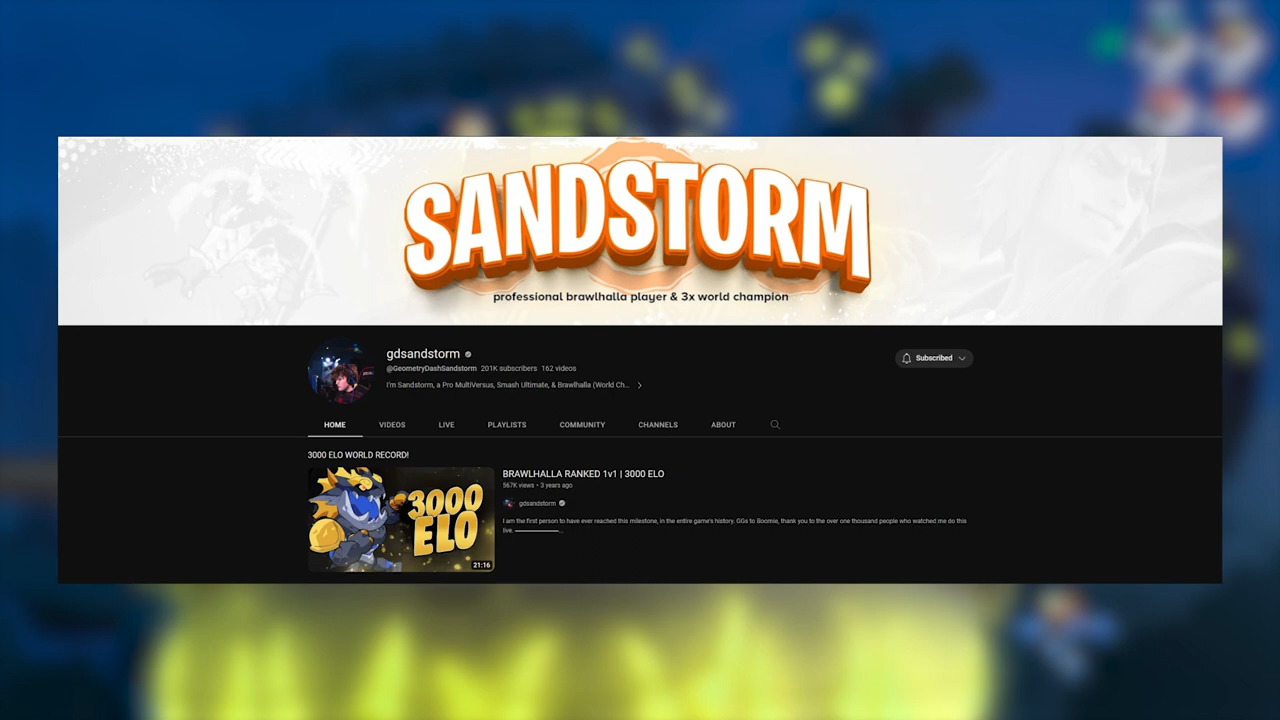 SANDSTORM
professional brawlhalla player & 3x world champion
gdsandstorm
@GeometryDashSandstorm 201K subscribers 162 videos
I'm Sandstorm, a Pro MultiVersus, Smash Ultimate, & Brawlhalla (World Ch...
Subscribed
HOME VIDEOS LIVE PLAYLISTS COMMUNITY CHANNELS ABOUT
3000 ELO WORLD RECORD!
3000
ELO
21:16
BRAWLHALLA RANKED 1v1 | 3000 ELO
567K views • 3 years ago
gdsandstorm
I am the first person to have ever reached this milestone, in the entire game's history. GGs to Boomie, thank you to the over one thousand people who watched me do this
live. ——————...